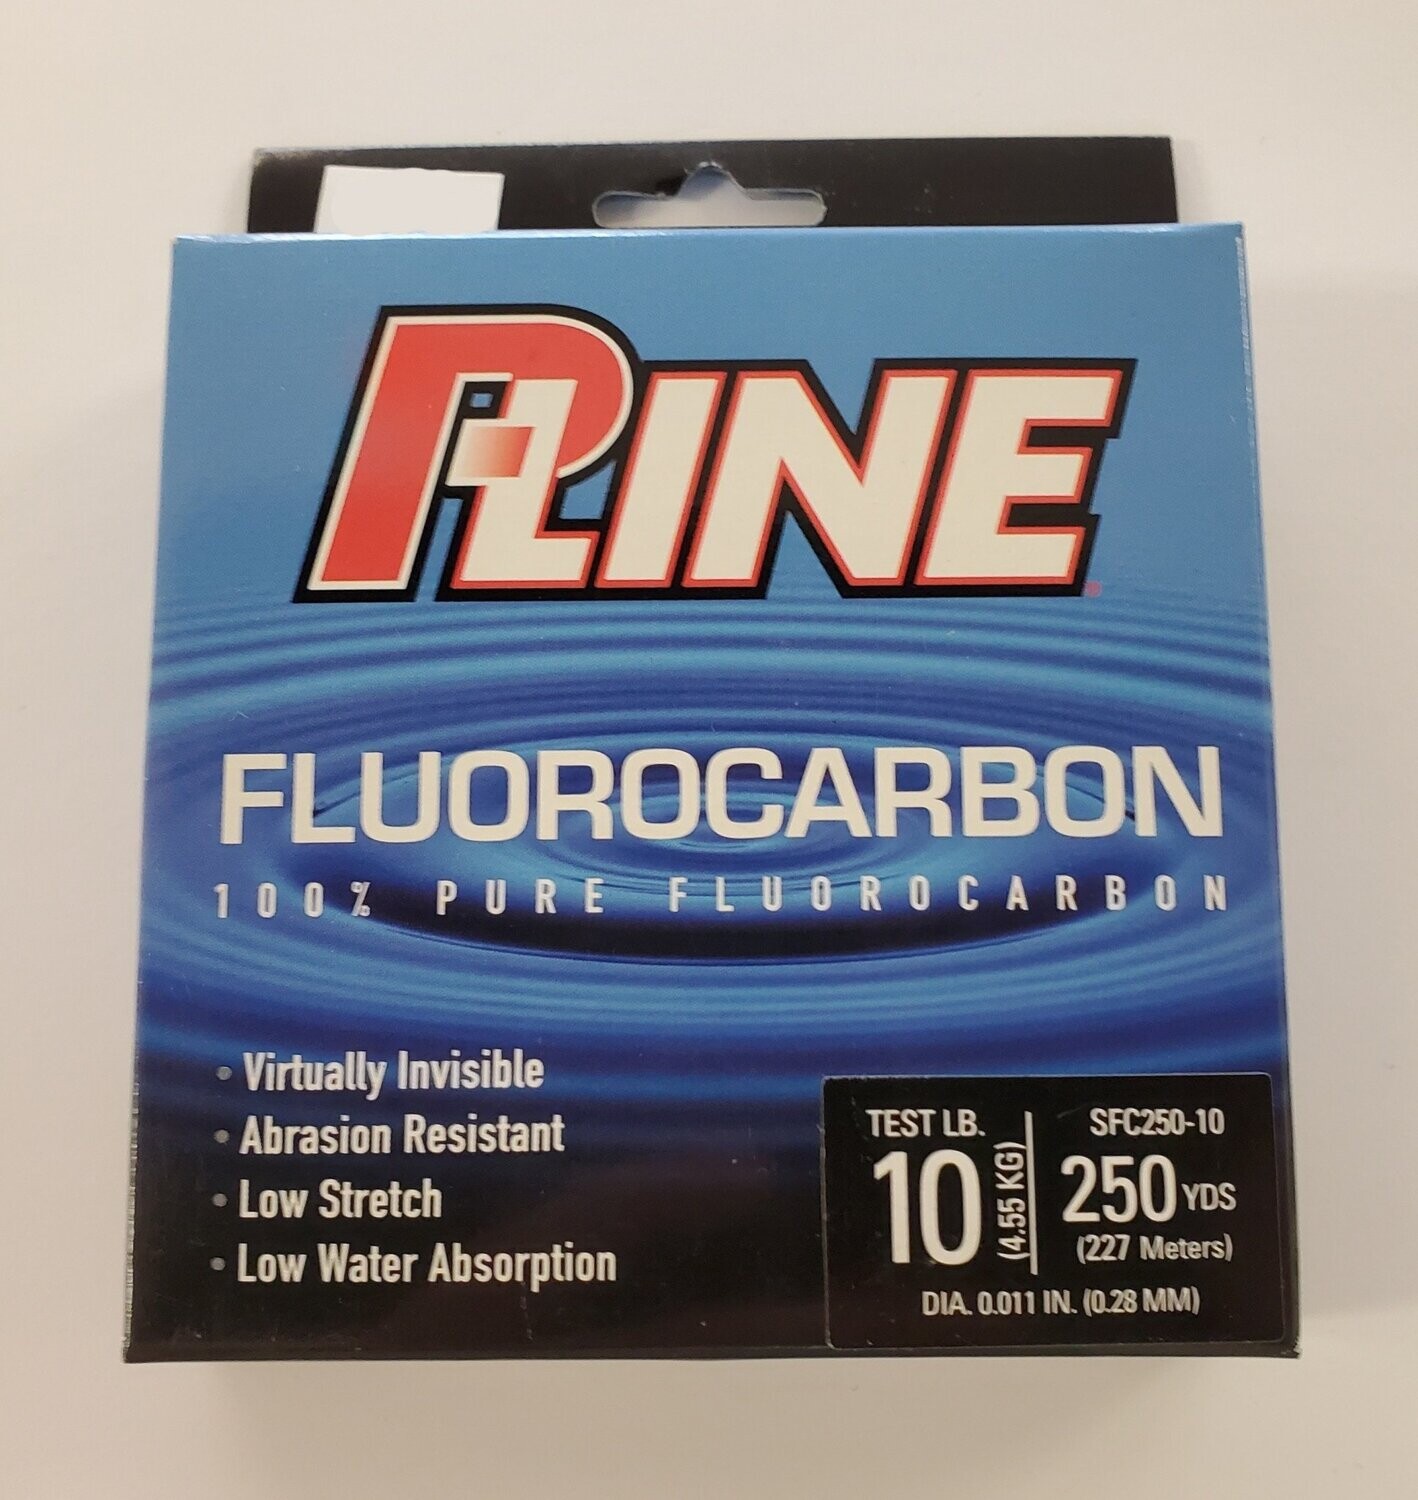 PLINE®
FLUOROCARBON
100% PURE FLUOROCARBON
• Virtually Invisible
• Abrasion Resistant
• Low Stretch
• Low Water Absorption
TEST LB.
10
(4.55 KG)
SFC250-10
250 YDS
(227 Meters)
DIA. 0.011 IN. (0.28 MM)